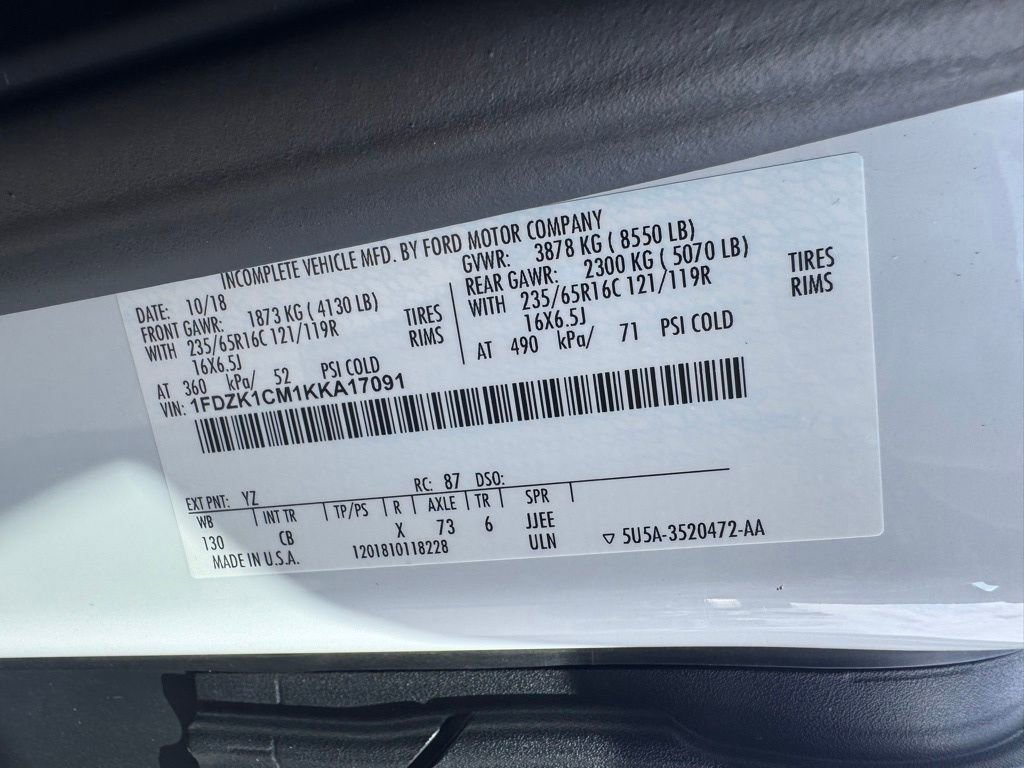 INCOMPLETE VEHICLE MFD. BY FORD MOTOR COMPANY
DATE: 10/18
FRONT GAWR: 1873 KG ( 4130 LB)
WITH 235/65R16C 121/119R TIRES
16X6.5J RIMS
AT 360 kPa/ 52 PSI COLD
GVWR: 3878 KG ( 8550 LB)
REAR GAWR: 2300 KG ( 5070 LB)
WITH 235/65R16C 121/119R TIRES
16X6.5J RIMS
AT 490 kPa/ 71 PSI COLD
VIN: 1FDZK1CM1KKA17091
EXT PNT: YZ RC: 87 DSO:
WB INT TR TP/PS R AXLE TR SPR
130 CB X 73 6 JJEE
MADE IN U.S.A. 1201810118228 ULN ▽ 5U5A-3520472-AA